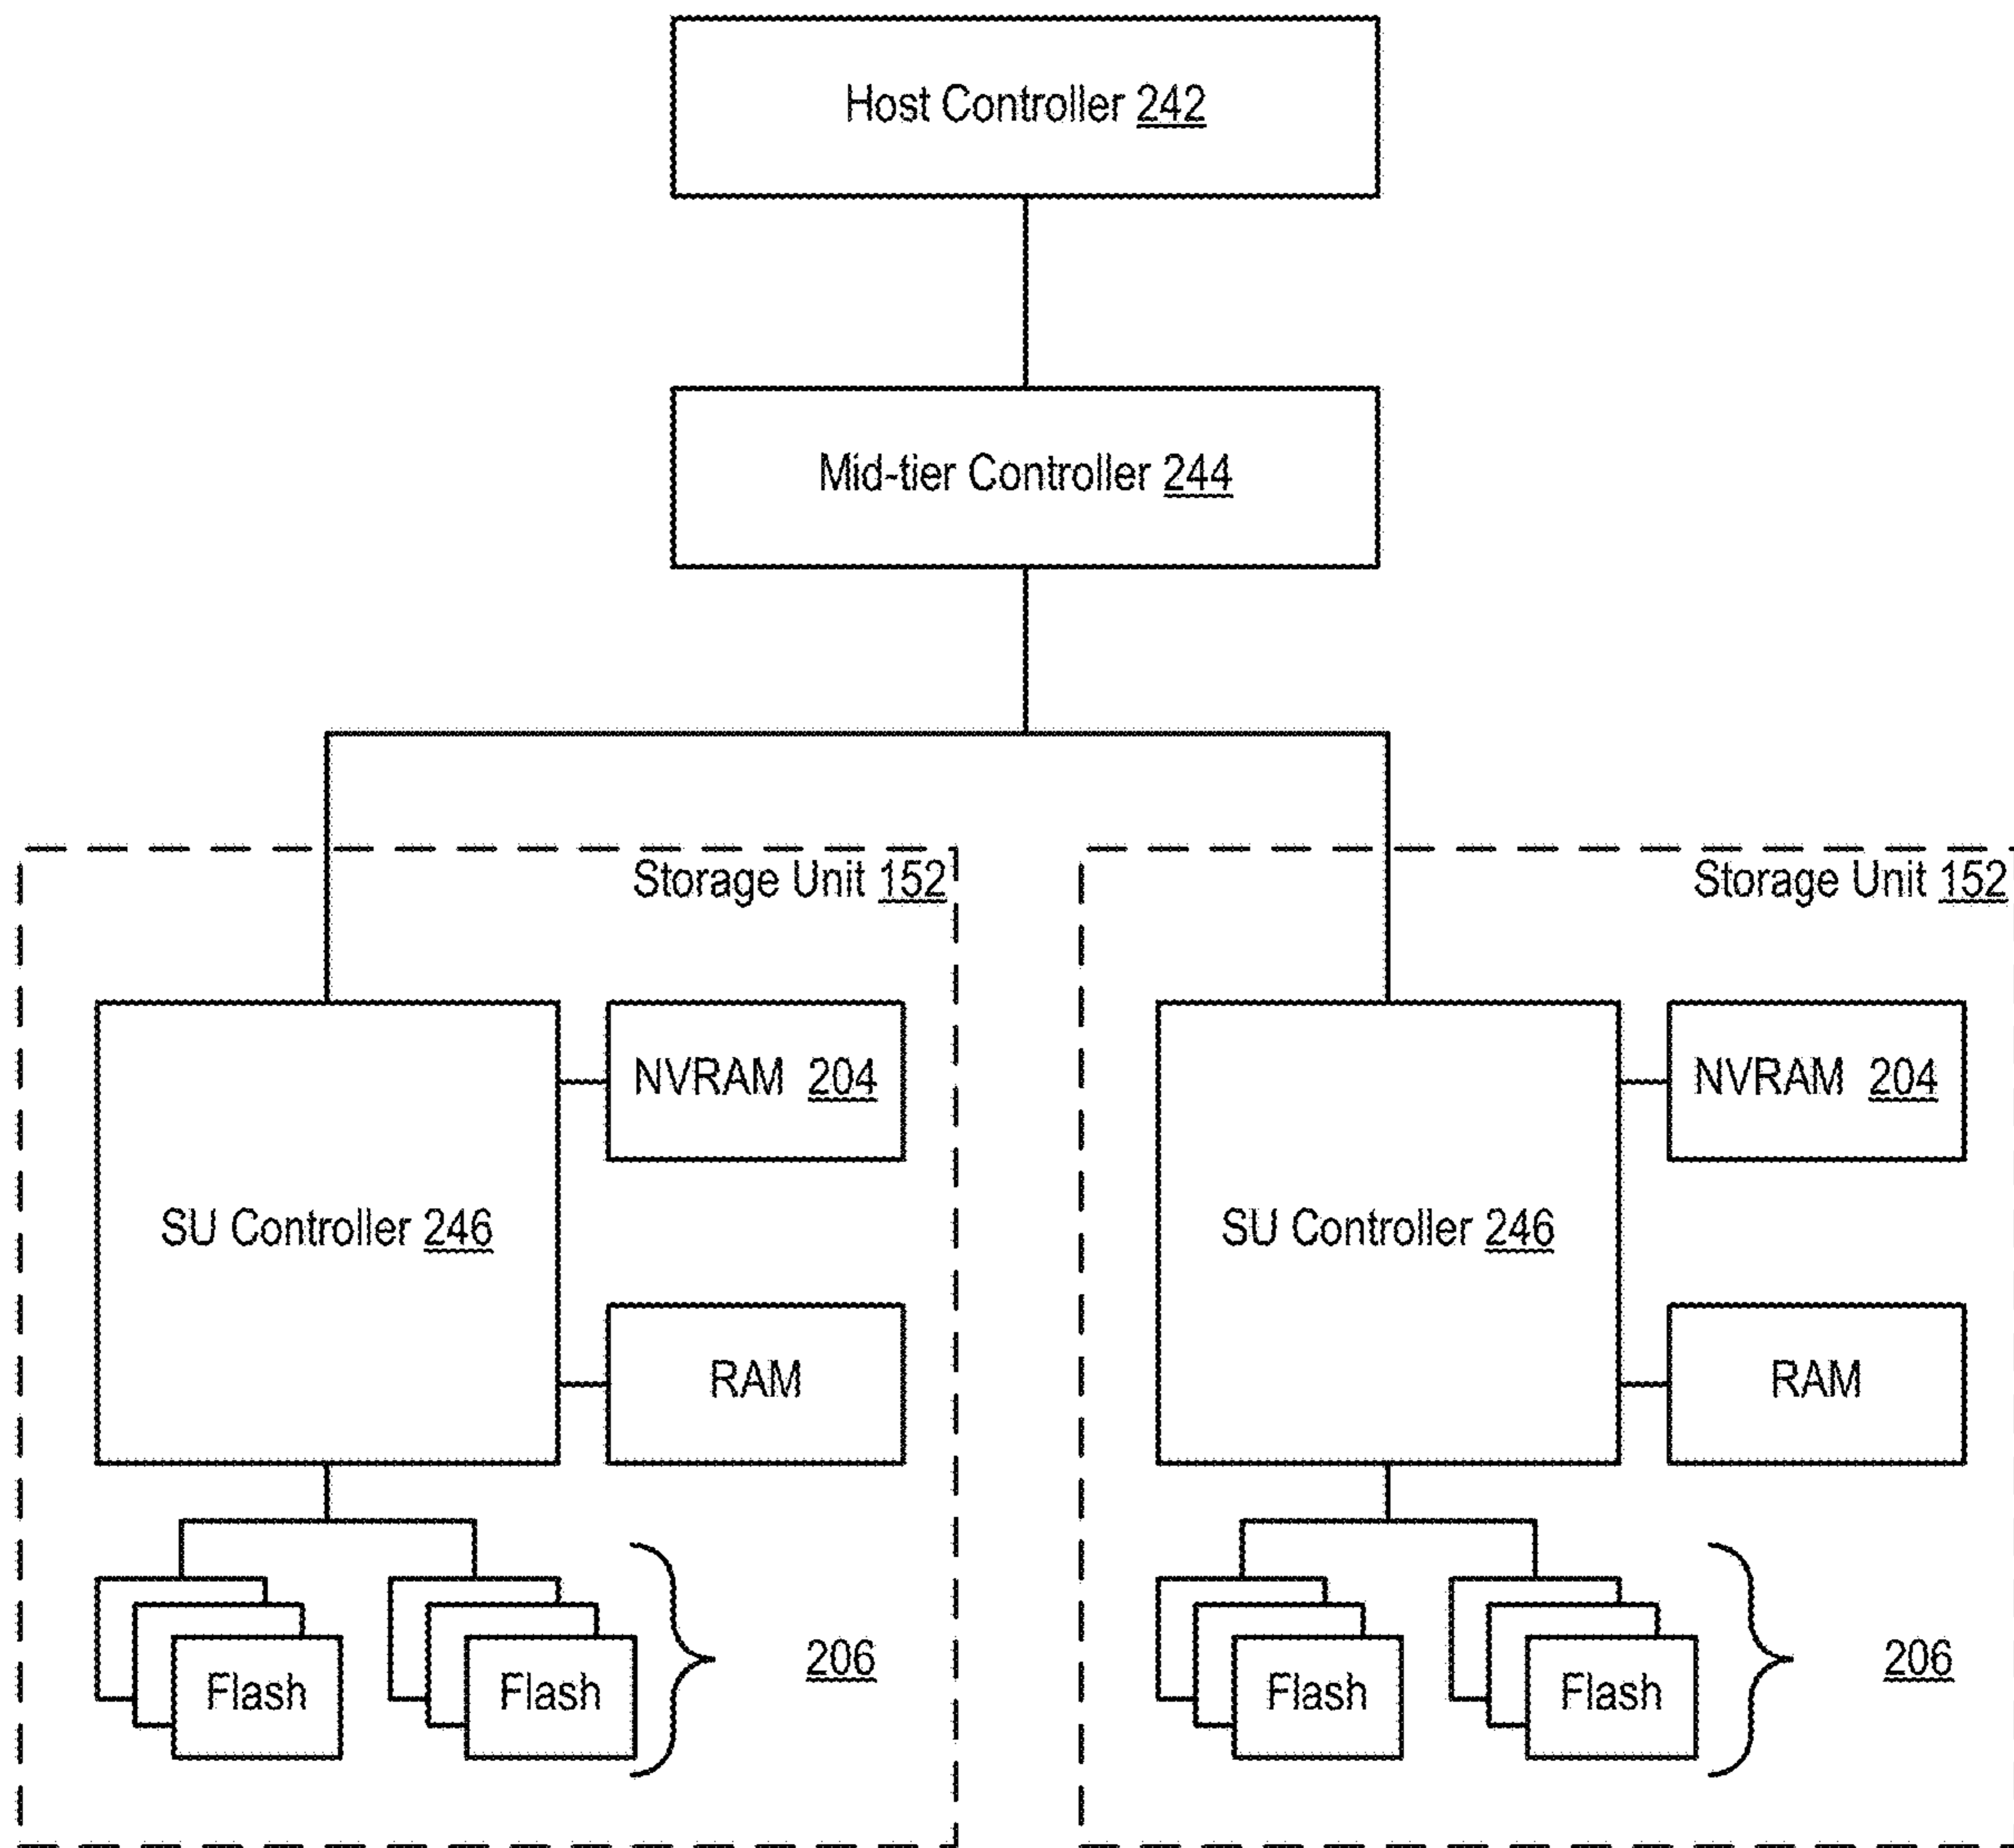 Host Controller 242
Mid-tier Controller 244
Storage Unit 152
NVRAM 204
SU Controller 246
RAM
Flash
Flash
206
Storage Unit 152
NVRAM 204
SU Controller 246
RAM
Flash
Flash
206